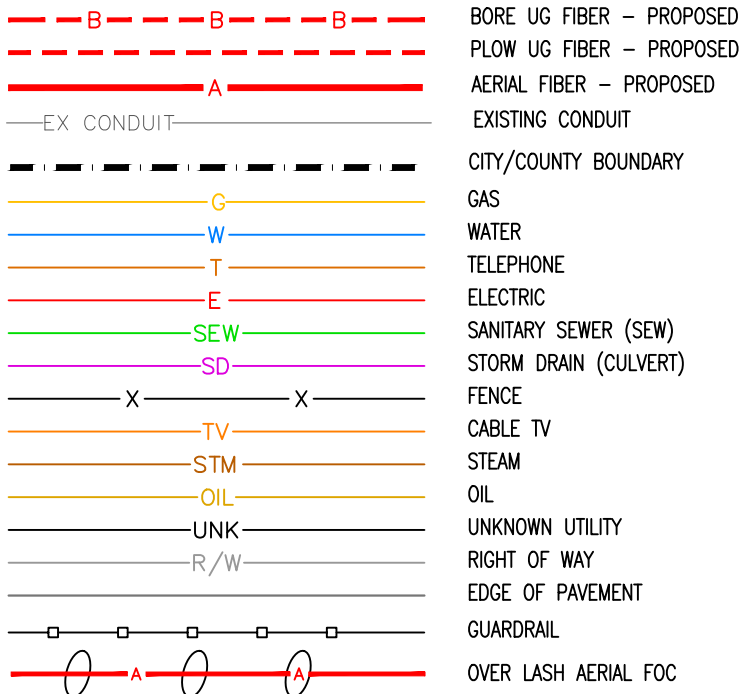 B B B BORE UG FIBER – PROPOSED
PLOW UG FIBER – PROPOSED
A AERIAL FIBER – PROPOSED
EX CONDUIT EXISTING CONDUIT
CITY/COUNTY BOUNDARY
G GAS
W WATER
T TELEPHONE
E ELECTRIC
SEW SANITARY SEWER (SEW)
SD STORM DRAIN (CULVERT)
X X FENCE
TV CABLE TV
STM STEAM
OIL OIL
UNK UNKNOWN UTILITY
R/W RIGHT OF WAY
EDGE OF PAVEMENT
GUARDRAIL
A A OVER LASH AERIAL FOC